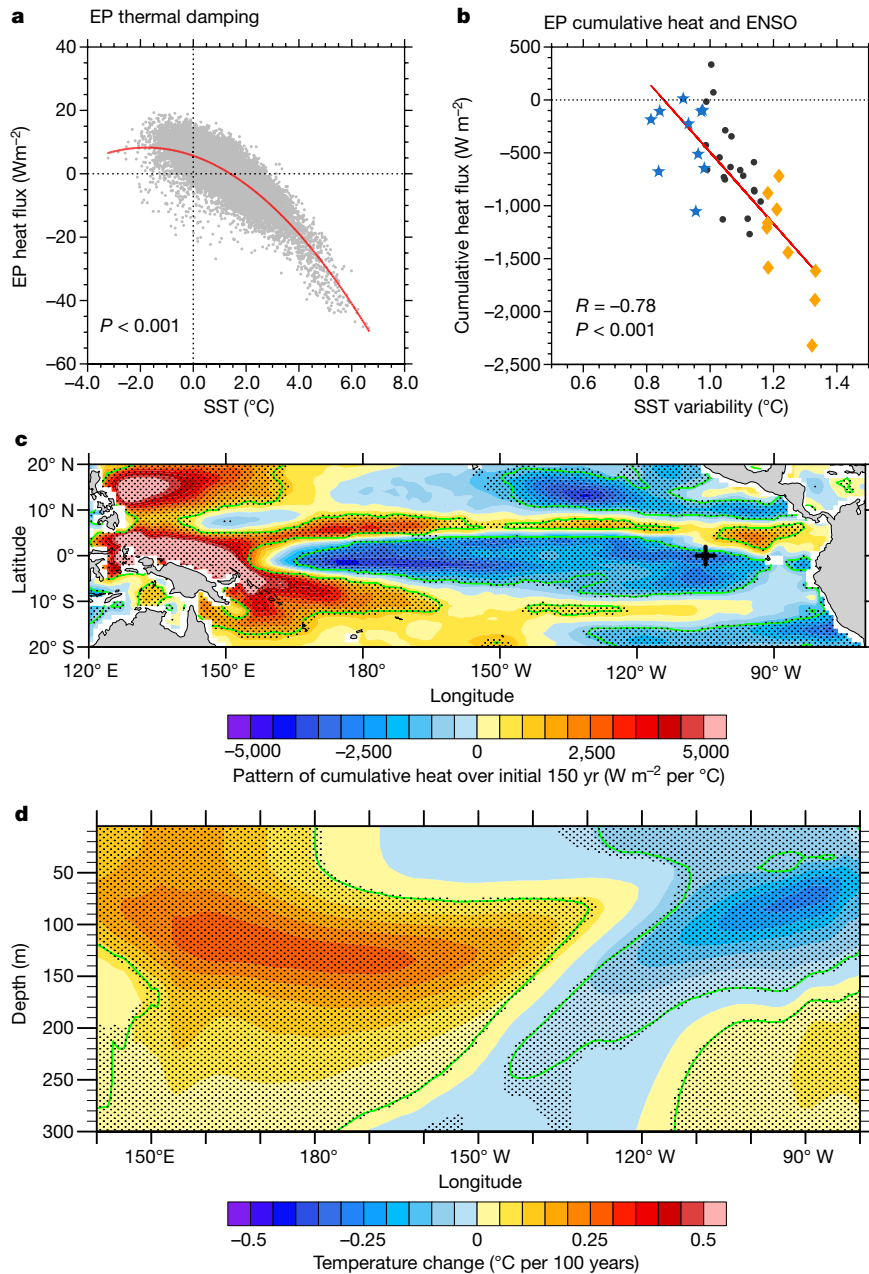 a EP thermal damping
40
20
0
−20
−40
−60
EP heat flux (Wm−2)
P < 0.001
−4.0 −2.0 0.0 2.0 4.0 6.0 8.0
SST (°C)
b EP cumulative heat and ENSO
500
0
−500
−1,000
−1,500
−2,000
−2,500
Cumulative heat flux (W m−2)
R = −0.78
P < 0.001
0.6 0.8 1.0 1.2 1.4
SST variability (°C)
c
20° N
10° N
0°
10° S
20° S
Latitude
120° E 150° E 180° 150° W 120° W 90° W
Longitude
−5,000 −2,500 0 2,500 5,000
Pattern of cumulative heat over initial 150 yr (W m−2 per °C)
d
50
100
150
200
250
300
Depth (m)
150°E 180° 150° W 120° W 90° W
Longitude
−0.5 −0.25 0 0.25 0.5
Temperature change (°C per 100 years)